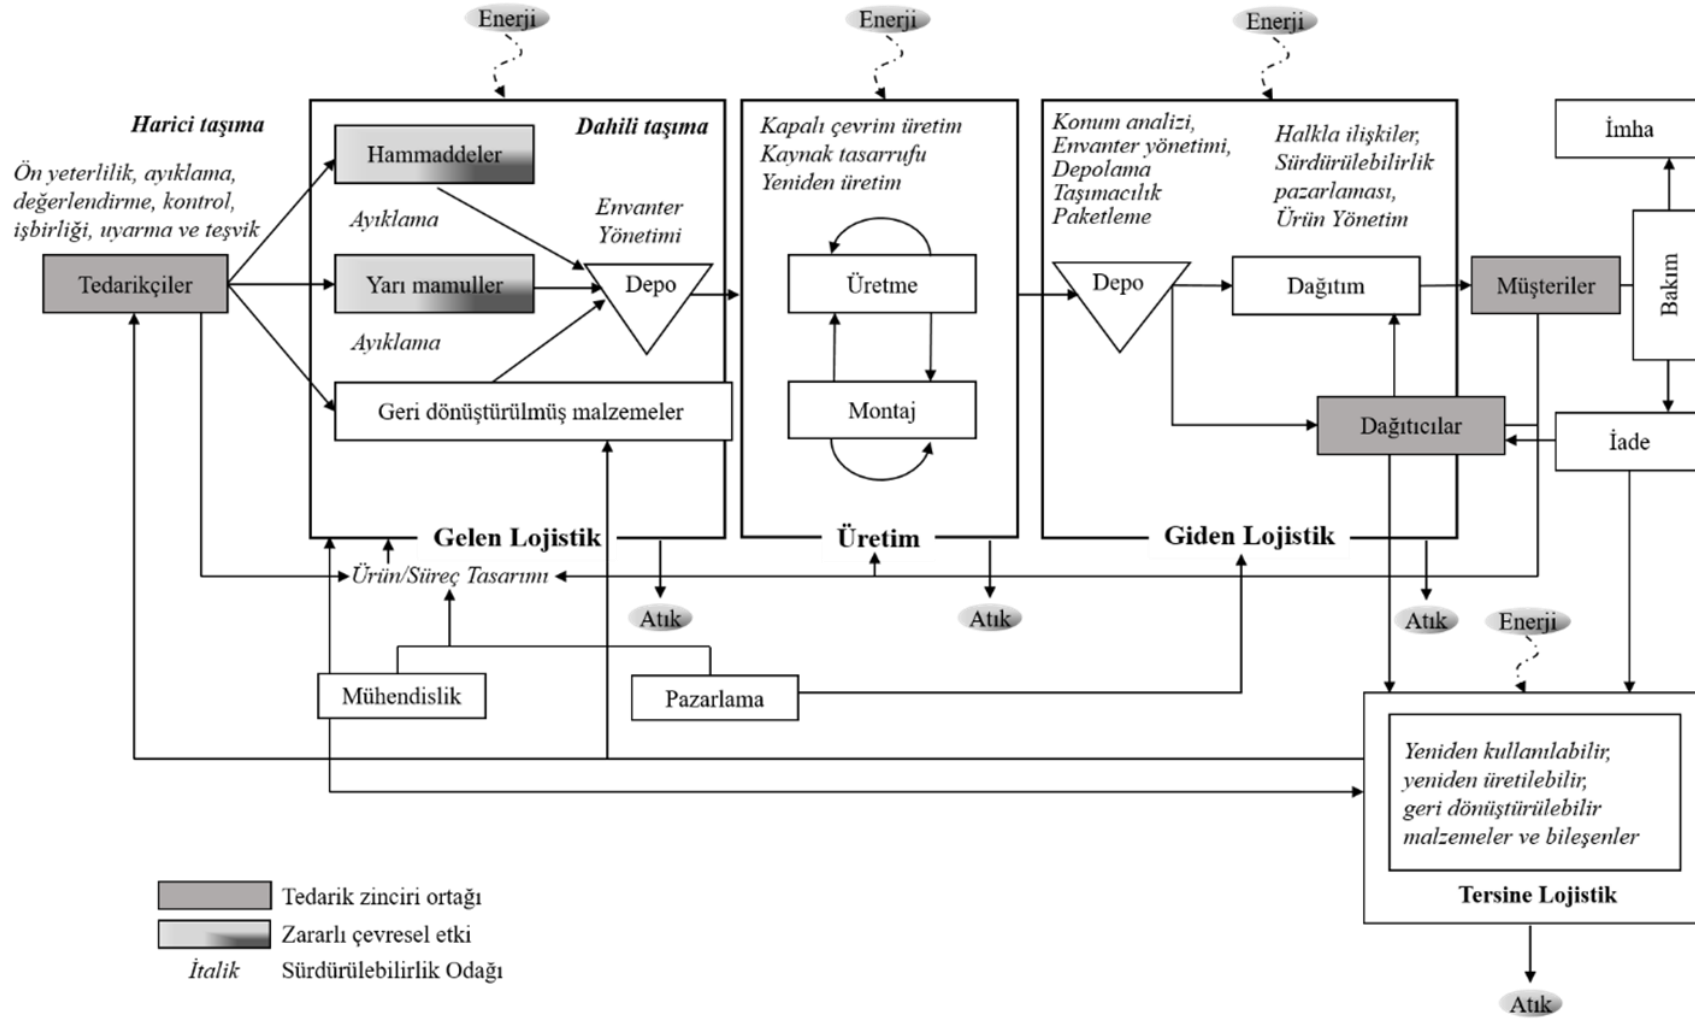 Enerji
Enerji
Enerji
Harici taşıma
Ön yeterlilik, ayıklama,
değerlendirme, kontrol,
işbirliği, uyarma ve teşvik
Tedarikçiler
Hammaddeler
Dahili taşıma
Ayıklama
Envanter
Yönetimi
Yarı mamuller
Depo
Ayıklama
Geri dönüştürülmüş malzemeler
Gelen Lojistik
Kapalı çevrim üretim
Kaynak tasarrufu
Yeniden üretim
Üretme
Montaj
Üretim
Konum analizi,
Envanter yönetimi,
Depolama
Taşımacılık
Paketleme
Halkla ilişkiler,
Sürdürülebilirlik
pazarlaması,
Ürün Yönetim
Depo
Dağıtım
Dağıtıcılar
Giden Lojistik
Müşteriler
İmha
Bakım
İade
Ürün/Süreç Tasarımı
Atık
Atık
Atık
Enerji
Mühendislik
Pazarlama
Yeniden kullanılabilir,
yeniden üretilebilir,
geri dönüştürülebilir
malzemeler ve bileşenler
Tersine Lojistik
Atık
Tedarik zinciri ortağı
Zararlı çevresel etki
İtalik Sürdürülebilirlik Odağı